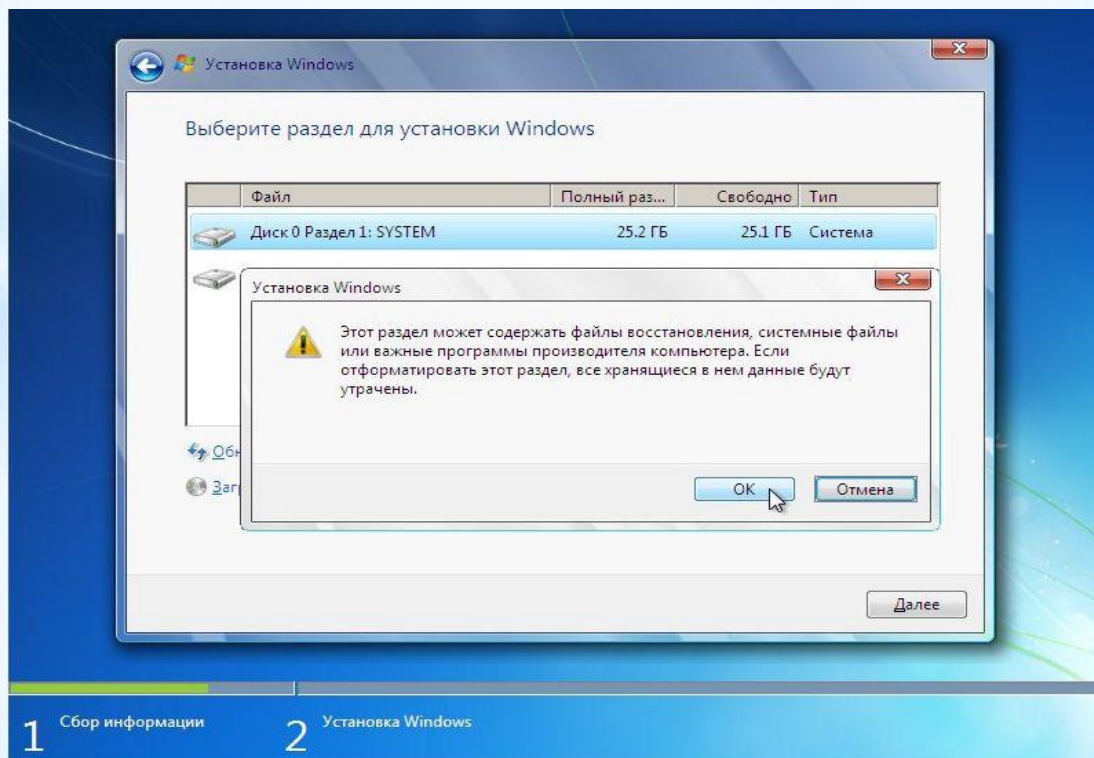 Установка Windows
Выберите раздел для установки Windows
Файл Полный раз... Свободно Тип
Диск 0 Раздел 1: SYSTEM 25.2 ГБ 25.1 ГБ Система
Установка Windows
Этот раздел может содержать файлы восстановления, системные файлы
или важные программы производителя компьютера. Если
отформатировать этот раздел, все хранящиеся в нем данные будут
утрачены.
OK Отмена
Далее
1 Сбор информации 2 Установка Windows